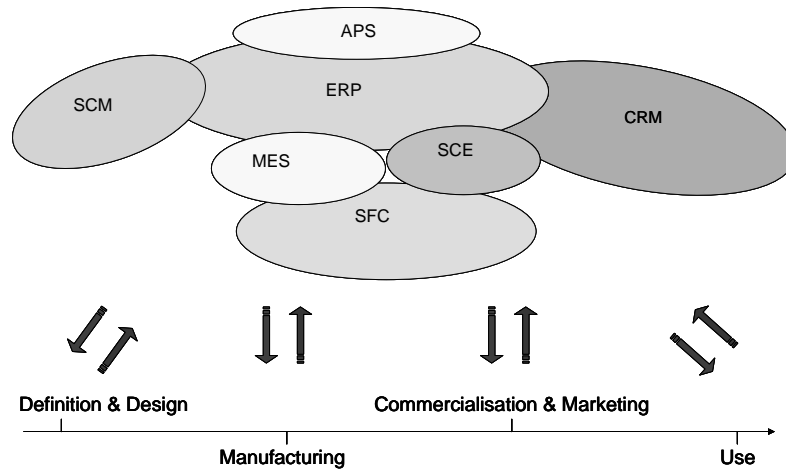 APS
ERP
SCM
CRM
MES
SCE
SFC
Definition & Design
Commercialisation & Marketing
Manufacturing
Use